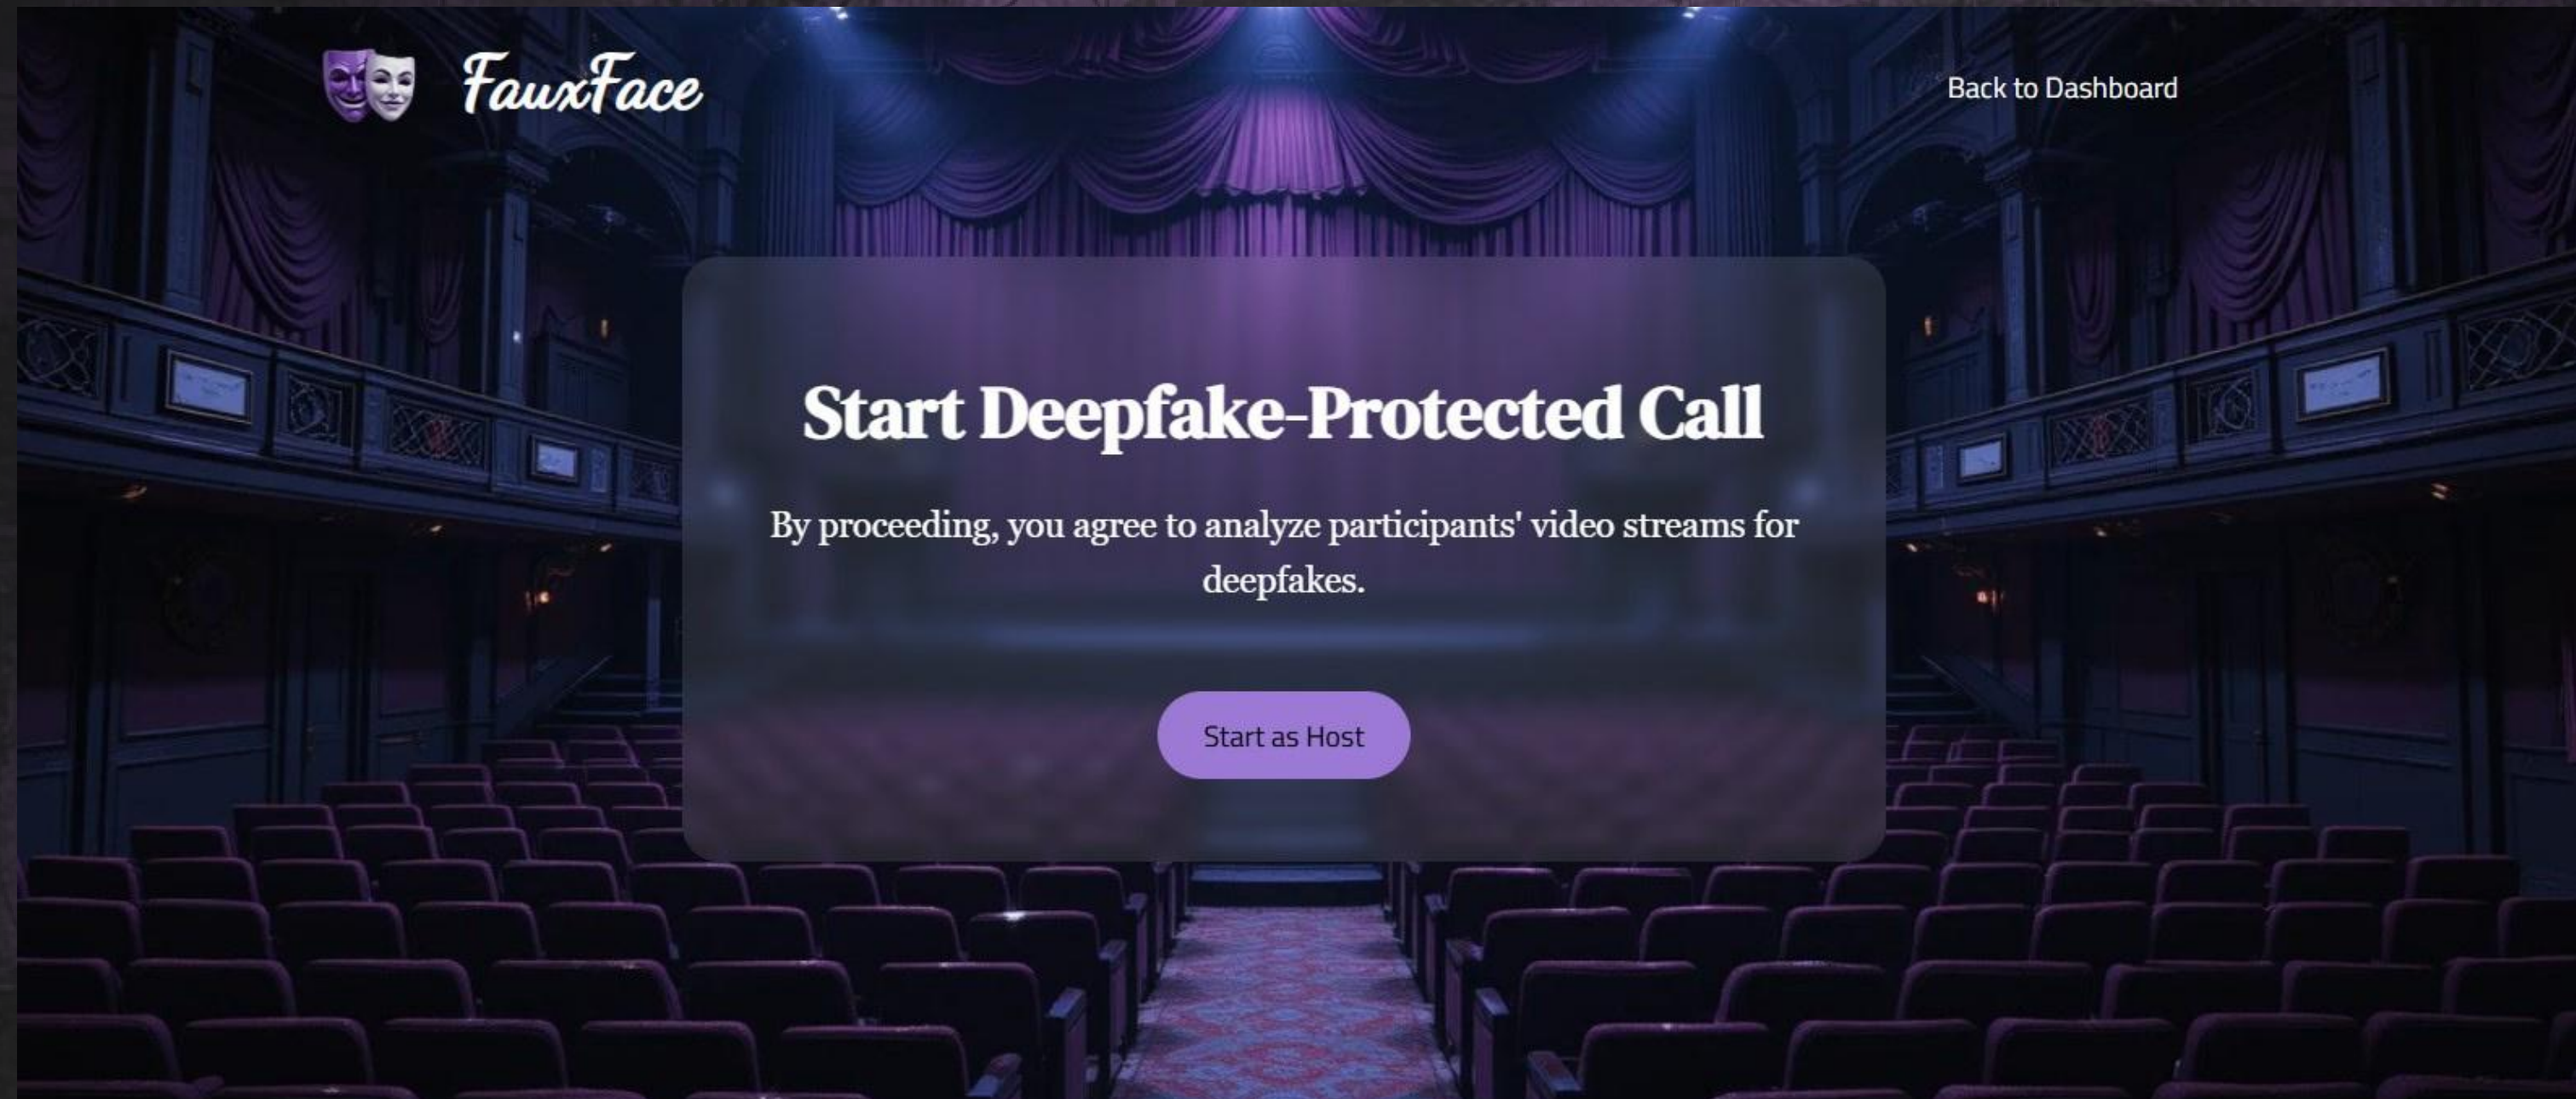 FauxFace
Back to Dashboard
Start Deepfake-Protected Call
By proceeding, you agree to analyze participants' video streams for
deepfakes.
Start as Host